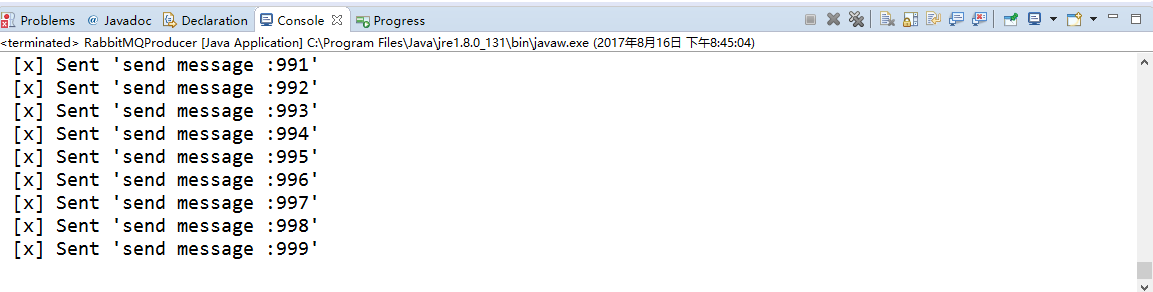 Problems @ Javadoc Declaration Console Progress
<terminated> RabbitMQProducer [Java Application] C:\Program Files\Java\jre1.8.0_131\bin\javaw.exe (2017年8月16日 下午8:45:04)
[x] Sent 'send message :991'
[x] Sent 'send message :992'
[x] Sent 'send message :993'
[x] Sent 'send message :994'
[x] Sent 'send message :995'
[x] Sent 'send message :996'
[x] Sent 'send message :997'
[x] Sent 'send message :998'
[x] Sent 'send message :999'